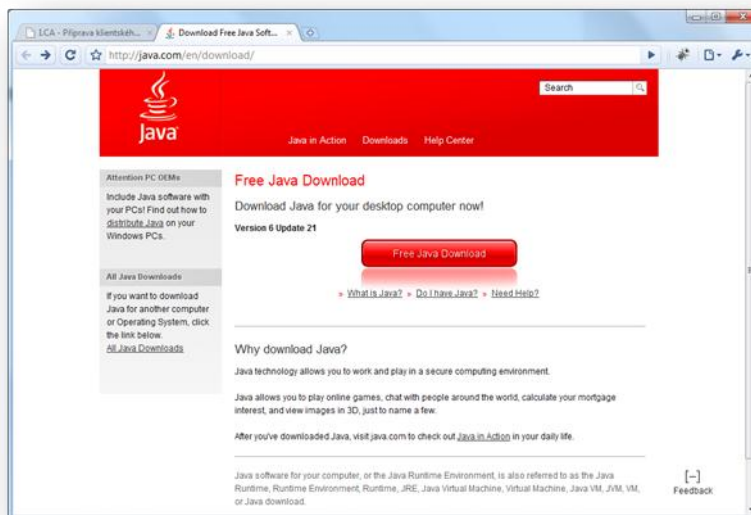 I.CA - Příprava klientskéh...
Download Free Java Soft...
http://java.com/en/download/
Java
Search
Java in Action Downloads Help Center
Attention PC OEMs
Include Java software with
your PCs! Find out how to
distribute Java on your
Windows PCs.
All Java Downloads
If you want to download
Java for another computer
or Operating System, click
the link below.
All Java Downloads
Free Java Download
Download Java for your desktop computer now!
Version 6 Update 21
Free Java Download
» What is Java? » Do I have Java? » Need Help?
Why download Java?
Java technology allows you to work and play in a secure computing environment.
Java allows you to play online games, chat with people around the world, calculate your mortgage
interest, and view images in 3D, just to name a few.
After you've downloaded Java, visit java.com to check out Java in Action in your daily life.
Java software for your computer, or the Java Runtime Environment, is also referred to as the Java
Runtime, Runtime Environment, Runtime, JRE, Java Virtual Machine, Virtual Machine, Java VM, JVM, VM,
or Java download.
[–]
Feedback